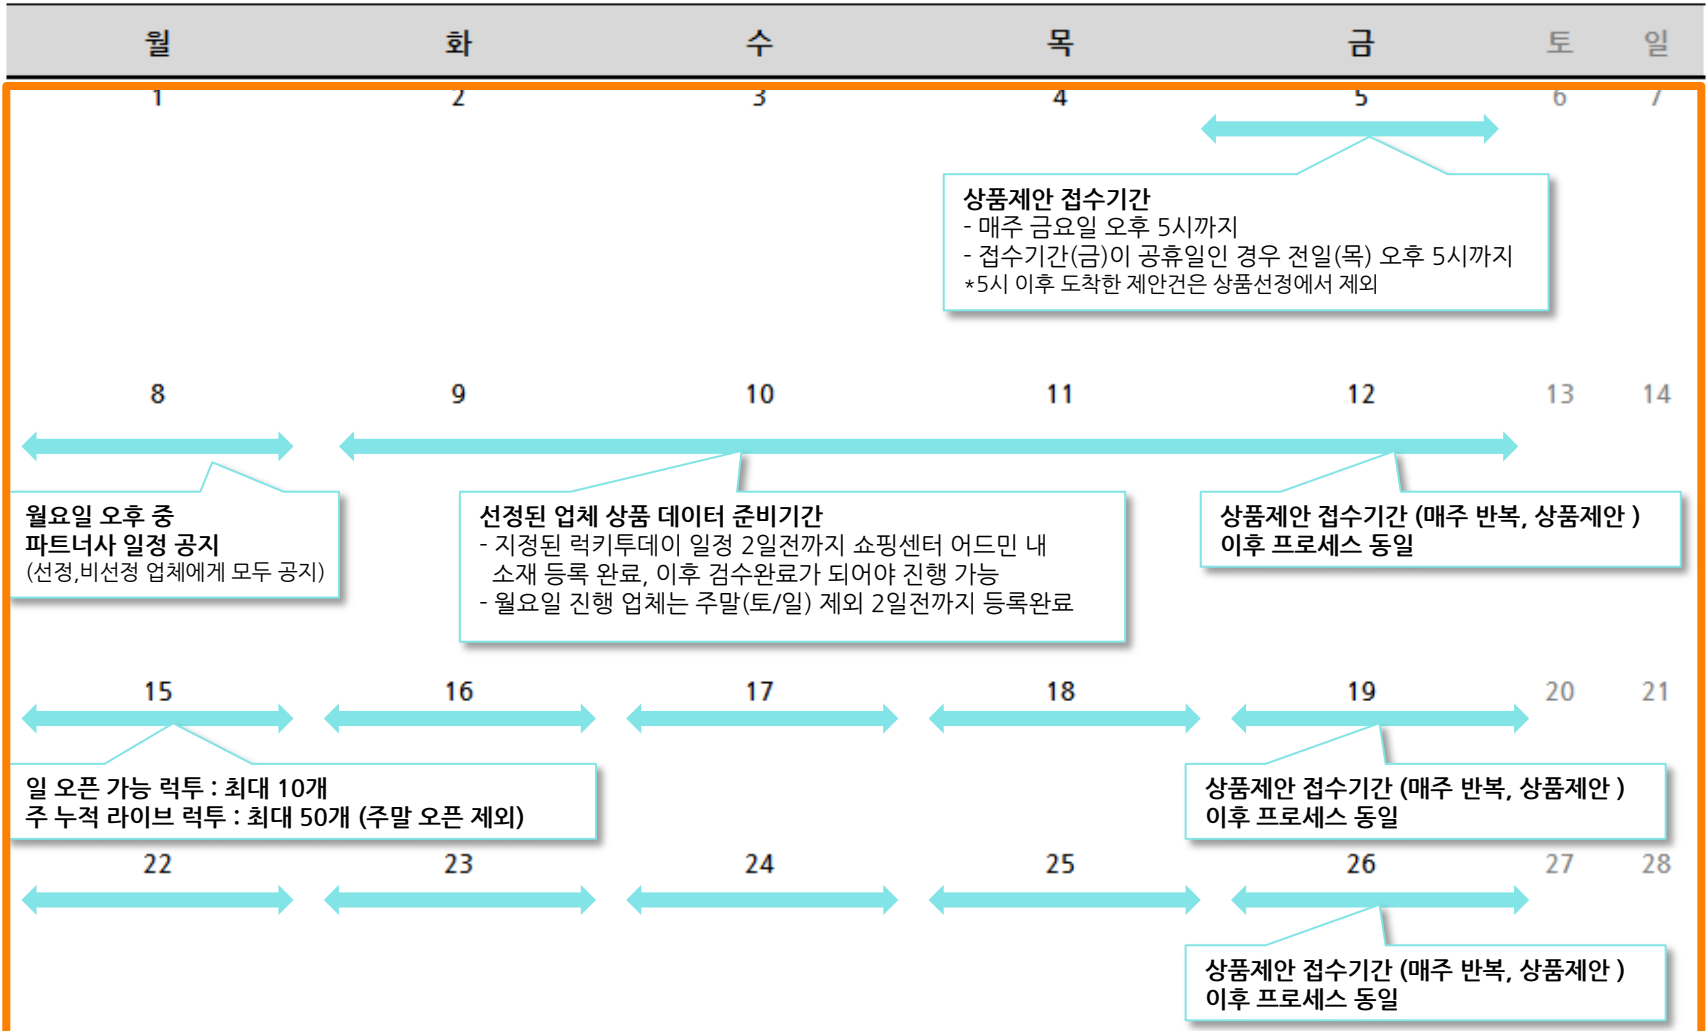 월 화 수 목 금 토 일
1 2 3 4 5 6 7
상품제안 접수기간
- 매주 금요일 오후 5시까지
- 접수기간(금)이 공휴일인 경우 전일(목) 오후 5시까지
*5시 이후 도착한 제안건은 상품선정에서 제외
8 9 10 11 12 13 14
월요일 오후 중
파트너사 일정 공지
(선정,비선정 업체에게 모두 공지)
선정된 업체 상품 데이터 준비기간
- 지정된 럭키투데이 일정 2일전까지 쇼핑센터 어드민 내
소재 등록 완료, 이후 검수완료가 되어야 진행 가능
- 월요일 진행 업체는 주말(토/일) 제외 2일전까지 등록완료
상품제안 접수기간 (매주 반복, 상품제안 )
이후 프로세스 동일
15 16 17 18 19 20 21
일 오픈 가능 럭투 : 최대 10개
주 누적 라이브 럭투 : 최대 50개 (주말 오픈 제외)
상품제안 접수기간 (매주 반복, 상품제안 )
이후 프로세스 동일
22 23 24 25 26 27 28
상품제안 접수기간 (매주 반복, 상품제안 )
이후 프로세스 동일